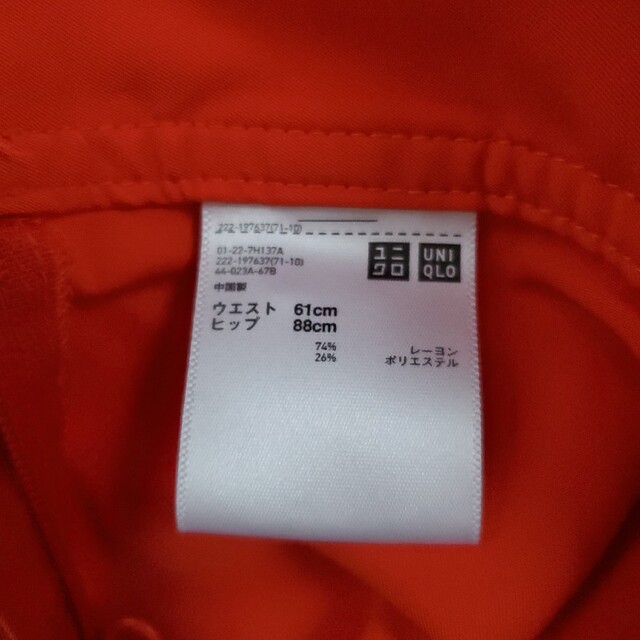 222-197637(71-10)
01-22-7H137A
222-197637(71-10)
44-023A-67B
中国製
ユニクロ
UNIQLO
ウエスト 61cm
ヒップ 88cm
74% レーヨン
26% ポリエステル